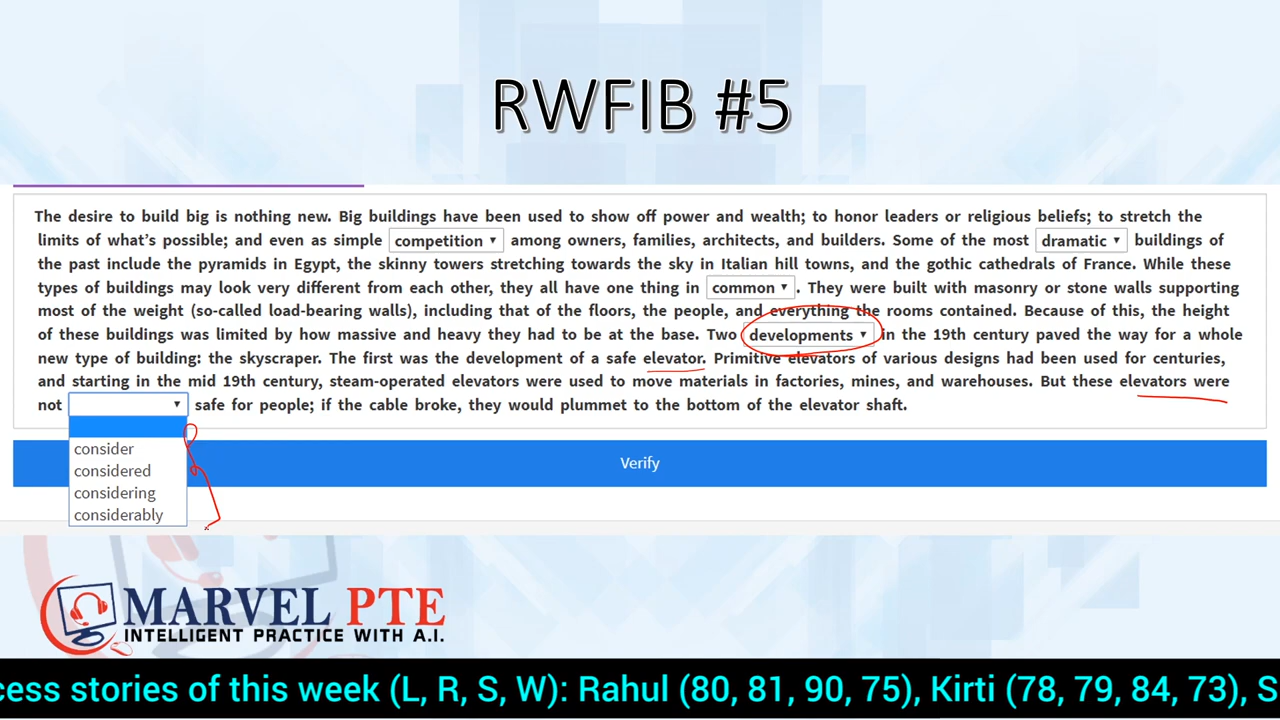 RWFIB #5
The desire to build big is nothing new. Big buildings have been used to show off power and wealth; to honor leaders or religious beliefs; to stretch the
limits of what's possible; and even as simple competition among owners, families, architects, and builders. Some of the most dramatic buildings of
the past include the pyramids in Egypt, the skinny towers stretching towards the sky in Italian hill towns, and the gothic cathedrals of France. While these
types of buildings may look very different from each other, they all have one thing in common. They were built with masonry or stone walls supporting
most of the weight (so-called load-bearing walls), including that of the floors, the people, and everything the rooms contained. Because of this, the height
of these buildings was limited by how massive and heavy they had to be at the base. Two developments in the 19th century paved the way for a whole
new type of building: the skyscraper. The first was the development of a safe elevator. Primitive elevators of various designs had been used for centuries,
and starting in the mid 19th century, steam-operated elevators were used to move materials in factories, mines, and warehouses. But these elevators were
not safe for people; if the cable broke, they would plummet to the bottom of the elevator shaft.
consider
considered
considering
considerably
Verify
MARVEL PTE
INTELLIGENT PRACTICE WITH A.I.
cess stories of this week (L, R, S, W): Rahul (80, 81, 90, 75), Kirti (78, 79, 84, 73), S